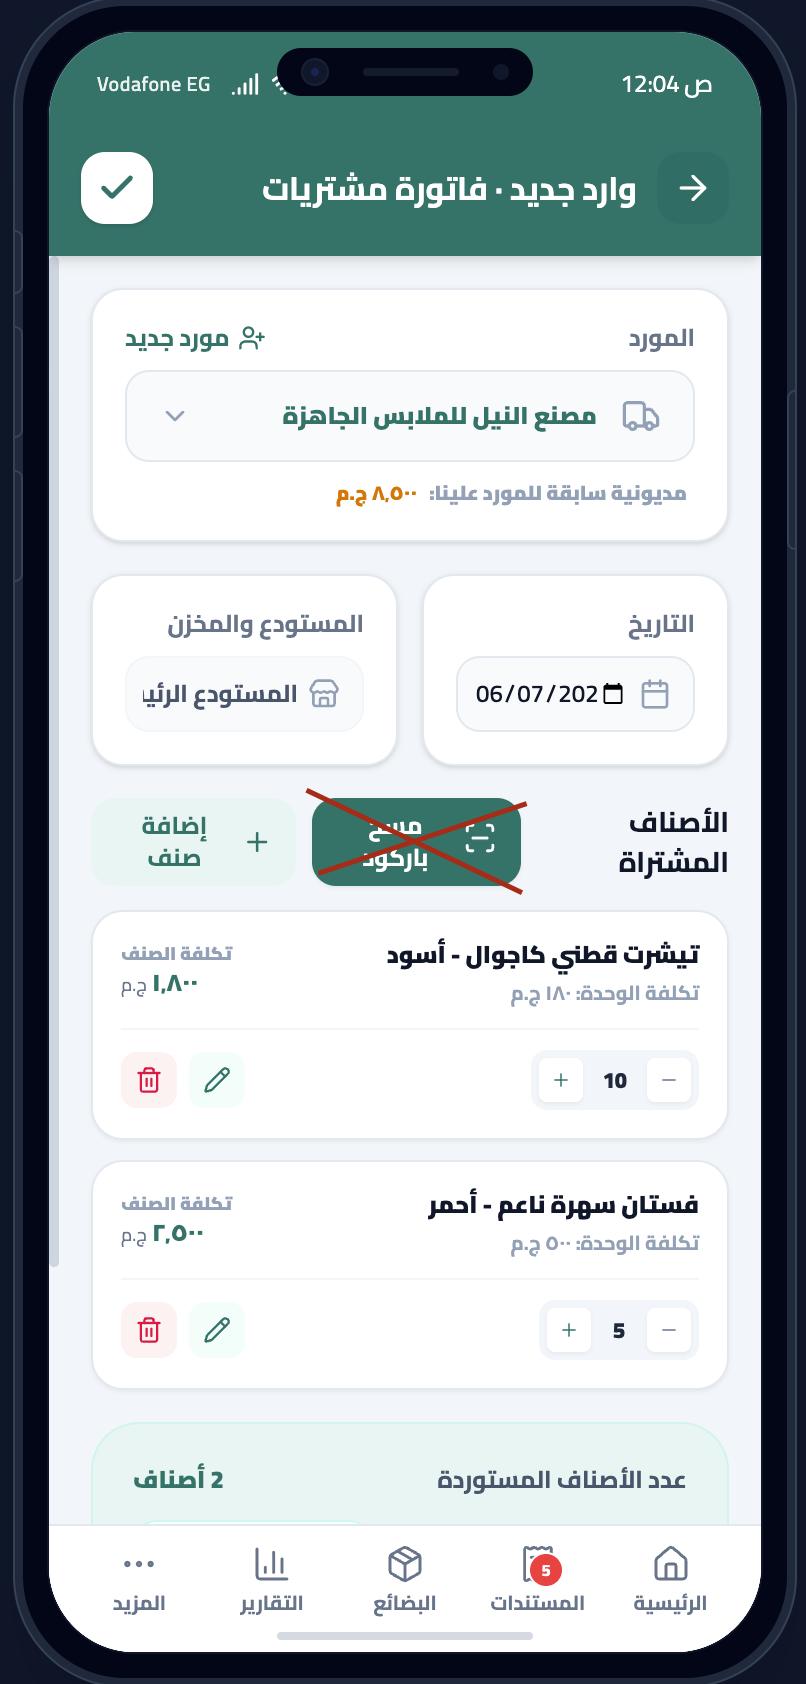 ص 12:04
Vodafone EG
وارد جديد · فاتورة مشتريات
المورد
مورد جديد
مصنع النيل للملابس الجاهزة
مديونية سابقة للمورد علينا: ٨,٥٠٠ ج.م
التاريخ
المستودع والمخزن
06/07/202
المستودع الرئي
الأصناف
المشتراة
مسح
باركود
إضافة
صنف
تيشرت قطني كاجوال - أسود
تكلفة الصنف
تكلفة الوحدة: ١٨٠ ج.م
١,٨٠٠ ج.م
10
فستان سهرة ناعم - أحمر
تكلفة الصنف
تكلفة الوحدة: ٥٠٠ ج.م
٢,٥٠٠ ج.م
5
عدد الأصناف المستوردة
2 أصناف
5
الرئيسية
المستندات
البضائع
التقارير
المزيد